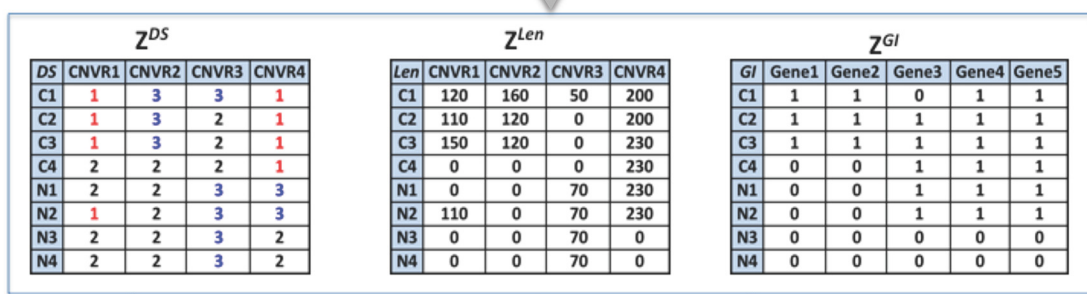 Z^DS
DS CNVR1 CNVR2 CNVR3 CNVR4
C1 1 3 3 1
C2 1 3 2 1
C3 1 3 2 1
C4 2 2 2 1
N1 2 2 3 3
N2 1 2 3 3
N3 2 2 3 2
N4 2 2 3 2
Z^Len
Len CNVR1 CNVR2 CNVR3 CNVR4
C1 120 160 50 200
C2 110 120 0 200
C3 150 120 0 230
C4 0 0 0 230
N1 0 0 70 230
N2 110 0 70 230
N3 0 0 70 0
N4 0 0 70 0
Z^GI
GI Gene1 Gene2 Gene3 Gene4 Gene5
C1 1 1 0 1 1
C2 1 1 1 1 1
C3 1 1 1 1 1
C4 0 0 1 1 1
N1 0 0 1 1 1
N2 0 0 1 1 1
N3 0 0 0 0 0
N4 0 0 0 0 0